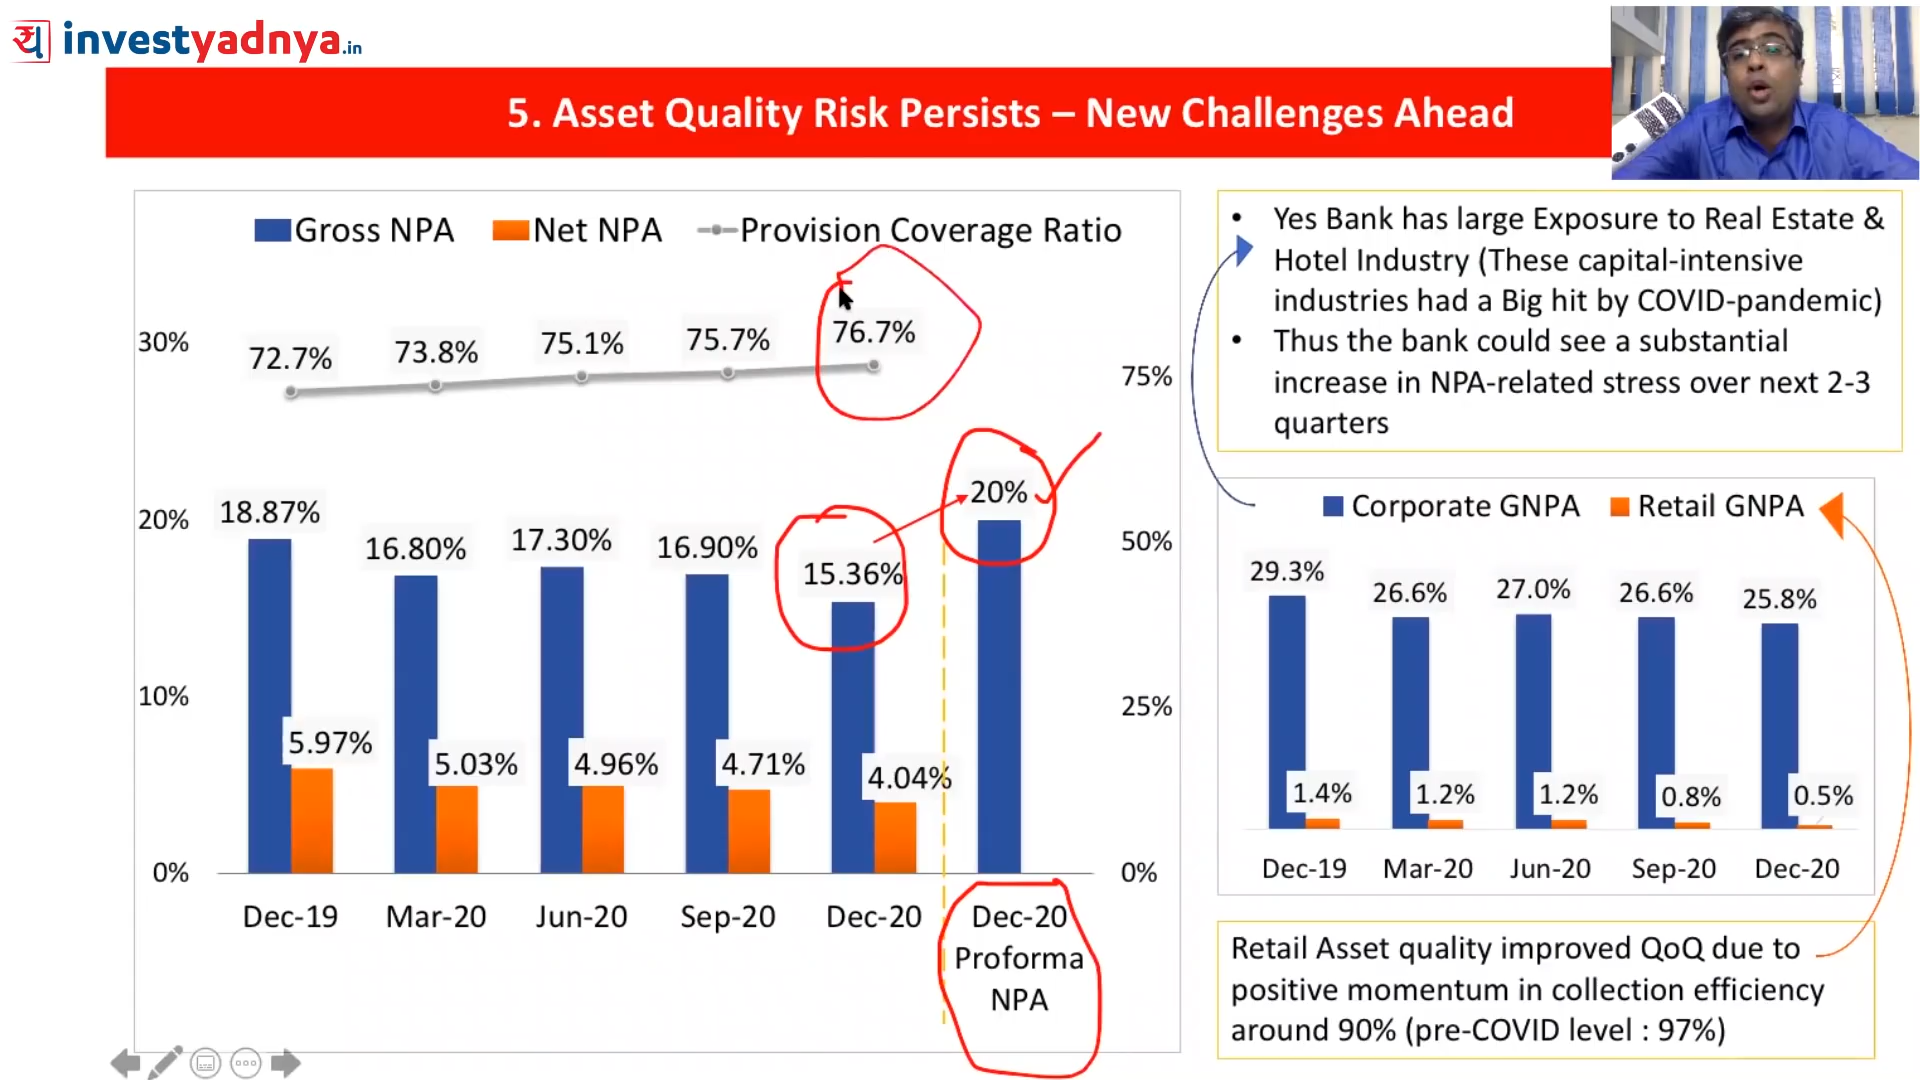 investyadnya.in
5. Asset Quality Risk Persists – New Challenges Ahead
Gross NPA Net NPA Provision Coverage Ratio
72.7% 73.8% 75.1% 75.7% 76.7%
30%
20%
10%
0%
75%
50%
25%
0%
18.87% 16.80% 17.30% 16.90% 15.36% 20%
5.97% 5.03% 4.96% 4.71% 4.04%
Dec-19 Mar-20 Jun-20 Sep-20 Dec-20 Dec-20
Proforma
NPA
• Yes Bank has large Exposure to Real Estate &
Hotel Industry (These capital-intensive
industries had a Big hit by COVID-pandemic)
• Thus the bank could see a substantial
increase in NPA-related stress over next 2-3
quarters
Corporate GNPA Retail GNPA
29.3% 26.6% 27.0% 26.6% 25.8%
1.4% 1.2% 1.2% 0.8% 0.5%
Dec-19 Mar-20 Jun-20 Sep-20 Dec-20
Retail Asset quality improved QoQ due to
positive momentum in collection efficiency
around 90% (pre-COVID level : 97%)